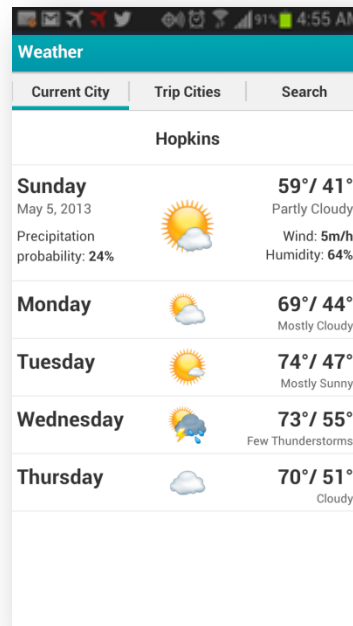 91% 4:55 AM
Weather
Current City Trip Cities Search
Hopkins
Sunday 59°/ 41°
May 5, 2013 Partly Cloudy
Precipitation Wind: 5m/h
probability: 24% Humidity: 64%
Monday 69°/ 44°
Mostly Cloudy
Tuesday 74°/ 47°
Mostly Sunny
Wednesday 73°/ 55°
Few Thunderstorms
Thursday 70°/ 51°
Cloudy